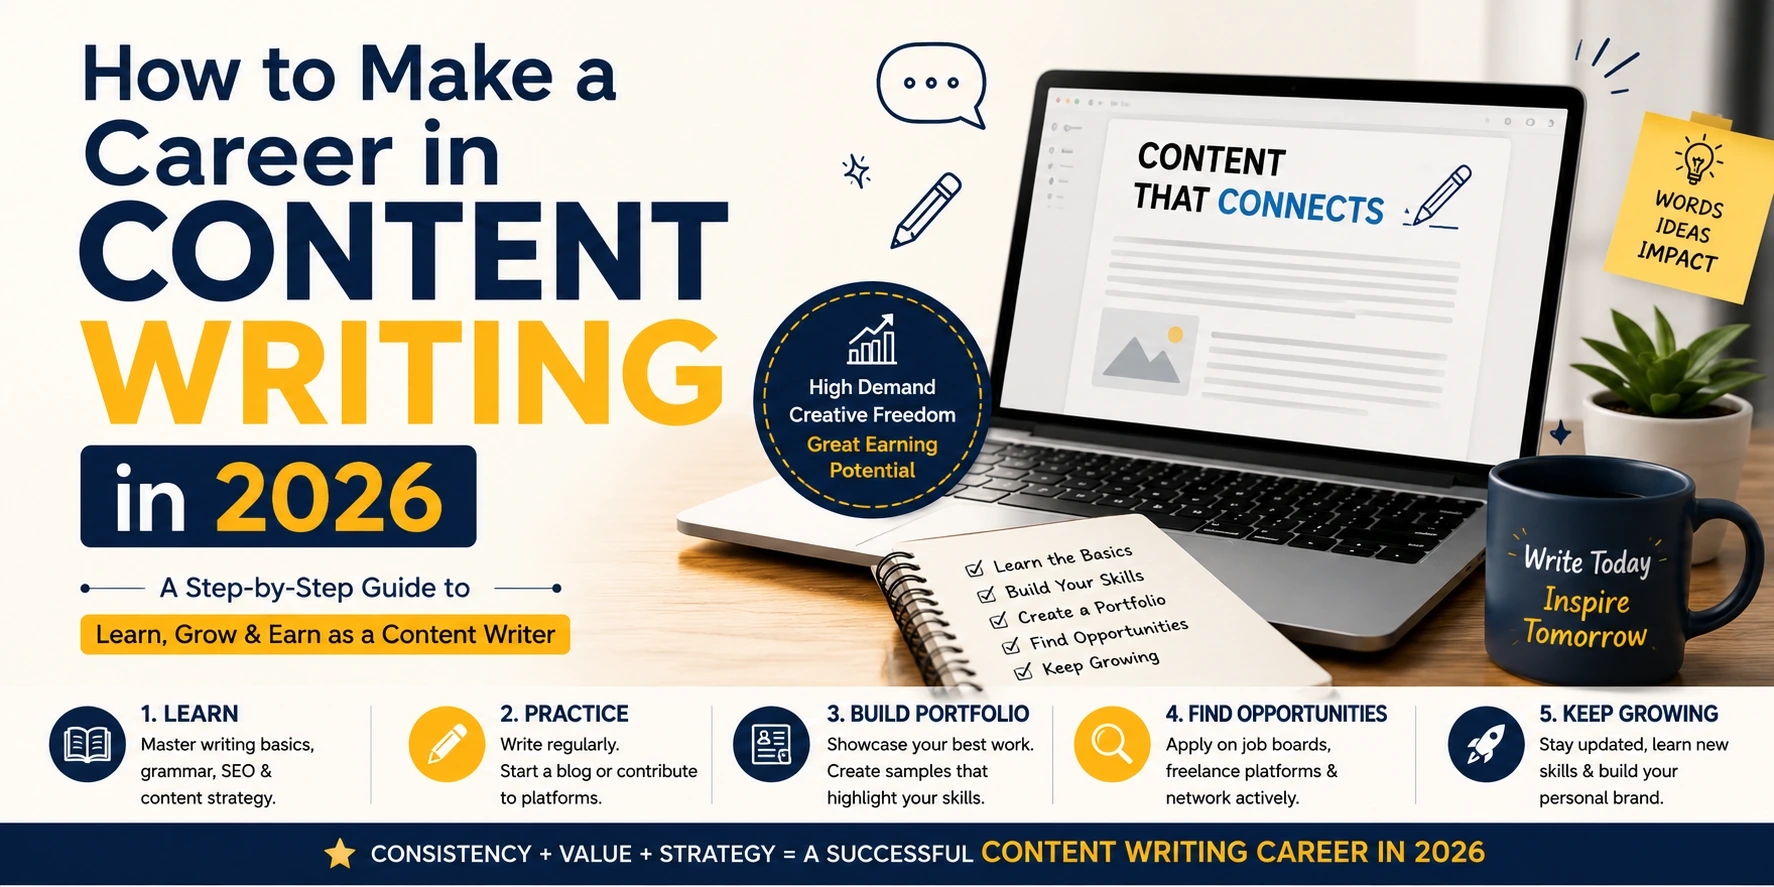 How to Make a
Career in
CONTENT
WRITING
in 2026
A Step-by-Step Guide to
Learn, Grow & Earn as a Content Writer
High Demand
Creative Freedom
Great Earning
Potential
CONTENT
THAT CONNECTS
WORDS
IDEAS
IMPACT
Learn the Basics
Build Your Skills
Create a Portfolio
Find Opportunities
Keep Growing
Write Today
Inspire
Tomorrow
1. LEARN
Master writing basics,
grammar, SEO &
content strategy.
2. PRACTICE
Write regularly.
Start a blog or contribute
to platforms.
3. BUILD PORTFOLIO
Showcase your best work.
Create samples that
highlight your skills.
4. FIND OPPORTUNITIES
Apply on job boards,
freelance platforms &
network actively.
5. KEEP GROWING
Stay updated, learn new
skills & build your
personal brand.
CONSISTENCY + VALUE + STRATEGY = A SUCCESSFUL CONTENT WRITING CAREER IN 2026